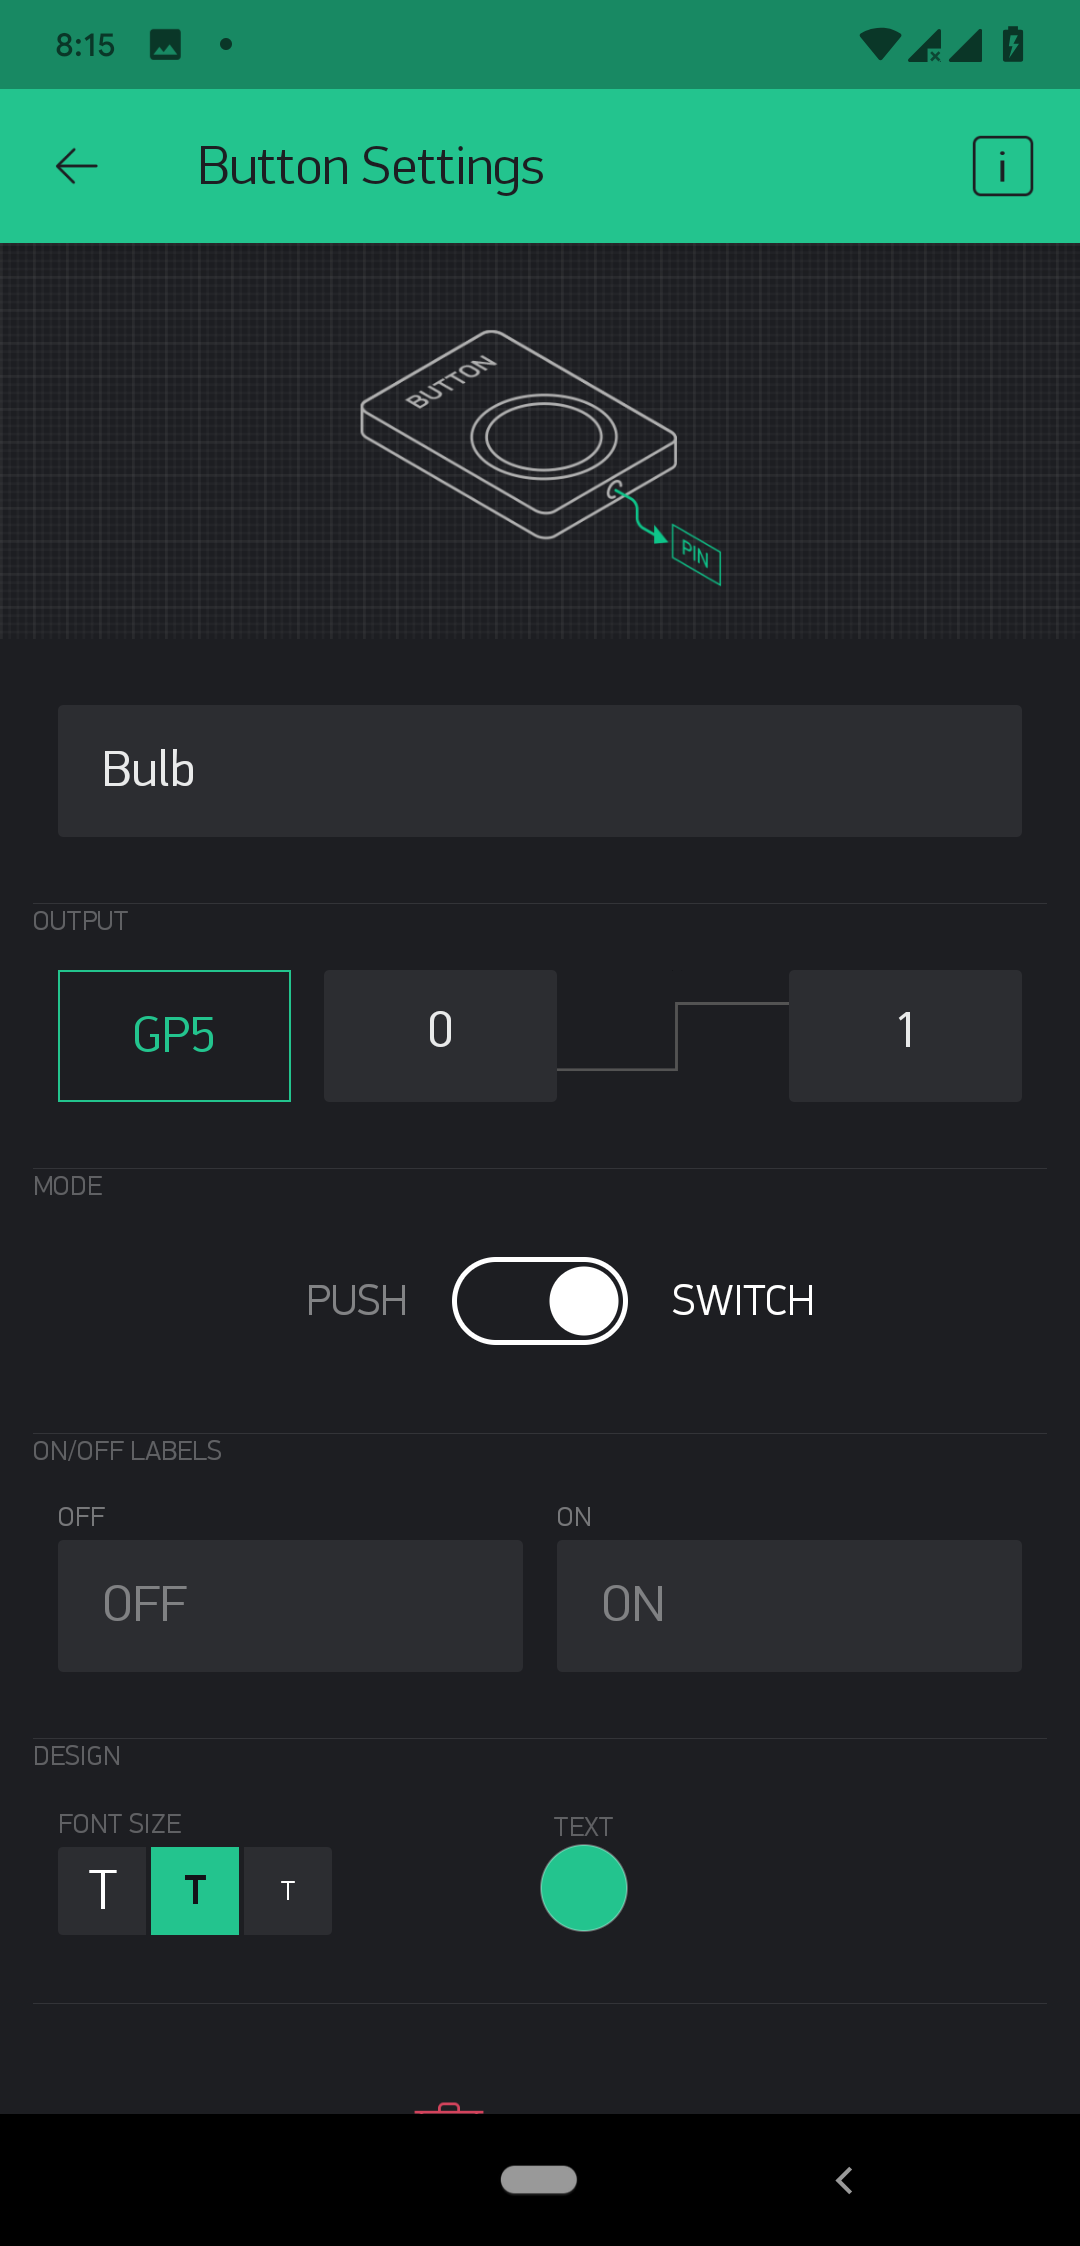 8:15
Button Settings
i
BUTTON
PIN
Bulb
OUTPUT
GP5 0 1
MODE
PUSH SWITCH
ON/OFF LABELS
OFF ON
OFF ON
DESIGN
FONT SIZE TEXT
T T T